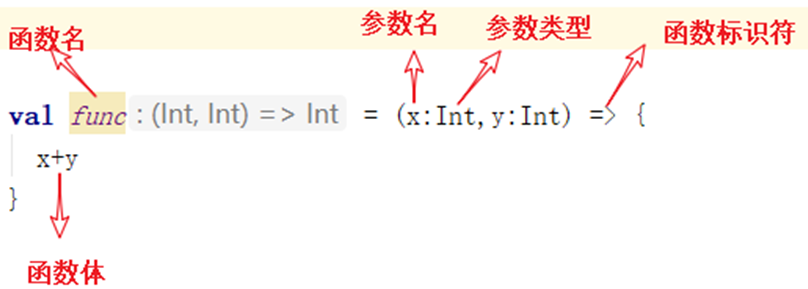 函数名 参数名 参数类型 函数标识符
val func : (Int, Int) => Int = (x:Int,y:Int) => {
x+y
}
函数体